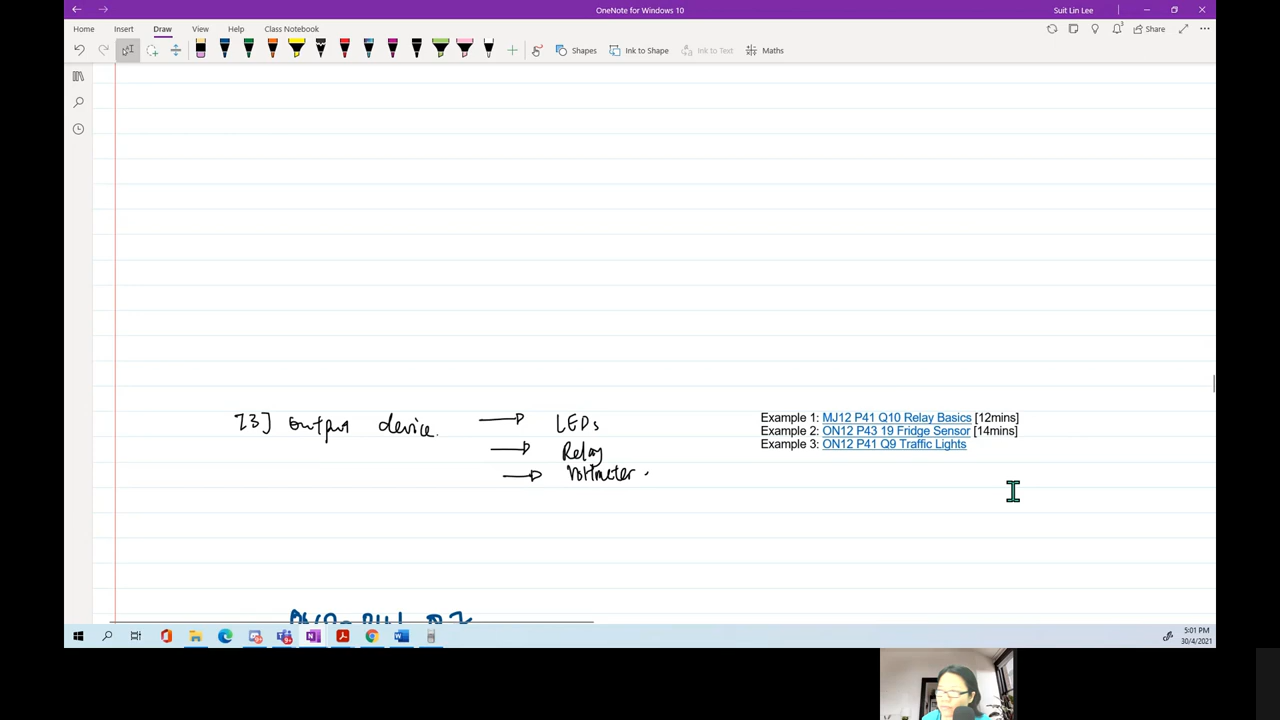 OneNote for Windows 10
Suit Lin Lee
Home Insert Draw View Help Class Notebook
Share
Shapes Ink to Shape Ink to Text Maths
Example 1: MJ12 P41 Q10 Relay Basics [12mins]
Example 2: ON12 P43 19 Fridge Sensor [14mins]
Example 3: ON12 P41 Q9 Traffic Lights
output device. LEDs
Relay
Voltmeter
5:01 PM
30/4/2021